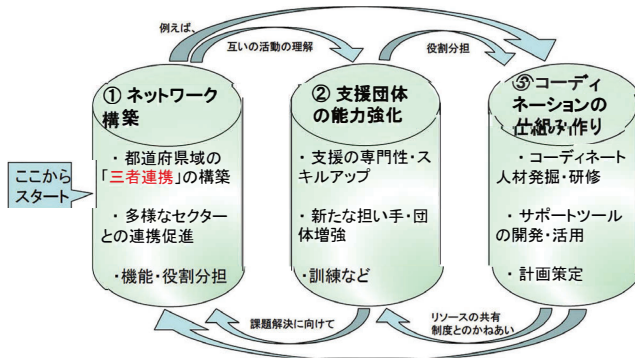 例えば、
互いの活動の理解
役割分担
① ネットワーク
構築
② 支援団体
の能力強化
③コーディ
ネーションの
仕組み作り
ここから
スタート
・都道府県域の
「三者連携」の構築
・多様なセクター
との連携促進
・機能・役割分担
・支援の専門性・ス
キルアップ
・新たな担い手・団
体増強
・訓練など
・コーディネート
人材発掘・研修
・サポートツール
の開発・活用
・計画策定
課題解決に向けて
リソースの共有
制度とのかねあい